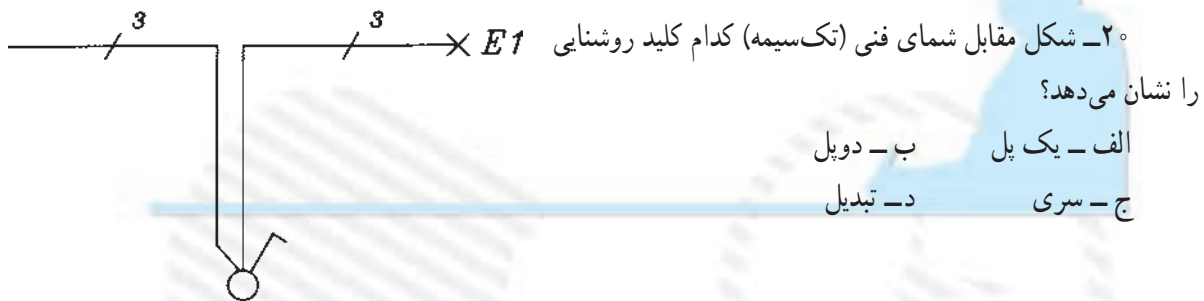 3 3
E1
۲۰ــ شکل مقابل شمای فنی (تک‌سیمه) کدام کلید روشنایی
را نشان می‌دهد؟
الف ــ یک پل ب ــ دوپل
ج ــ سری دــ تبدیل